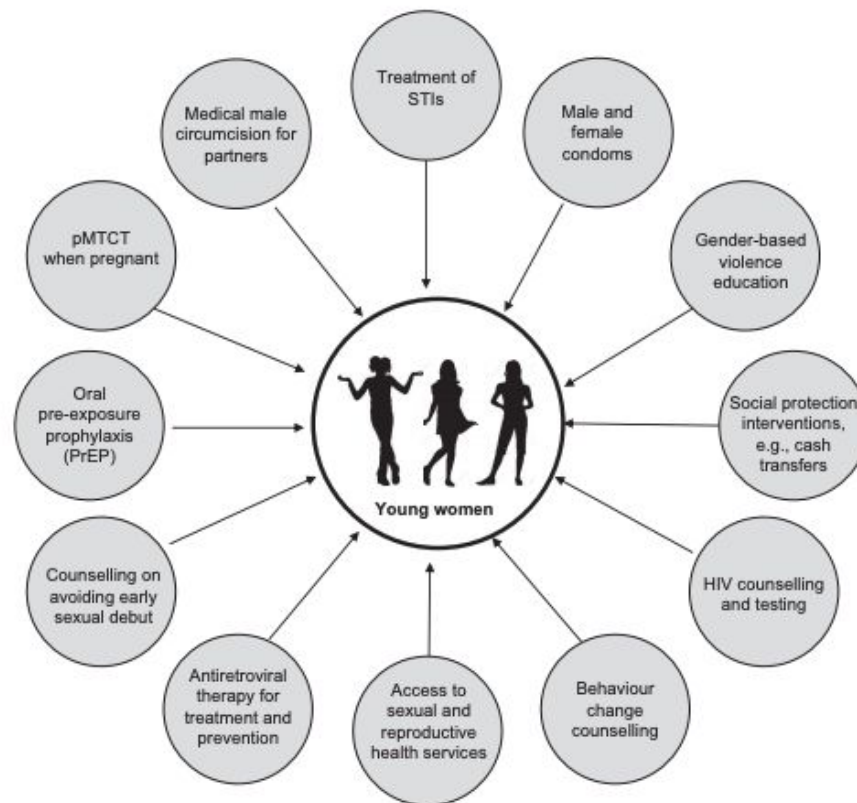 Treatment of
STIs
Male and
female
condoms
Gender-based
violence
education
Social protection
interventions,
e.g., cash
transfers
HIV counselling
and testing
Behaviour
change
counselling
Access to
sexual and
reproductive
health services
Antiretroviral
therapy for
treatment and
prevention
Counselling on
avoiding early
sexual debut
Oral
pre-exposure
prophylaxis
(PrEP)
pMTCT
when pregnant
Medical male
circumcision for
partners
Young women